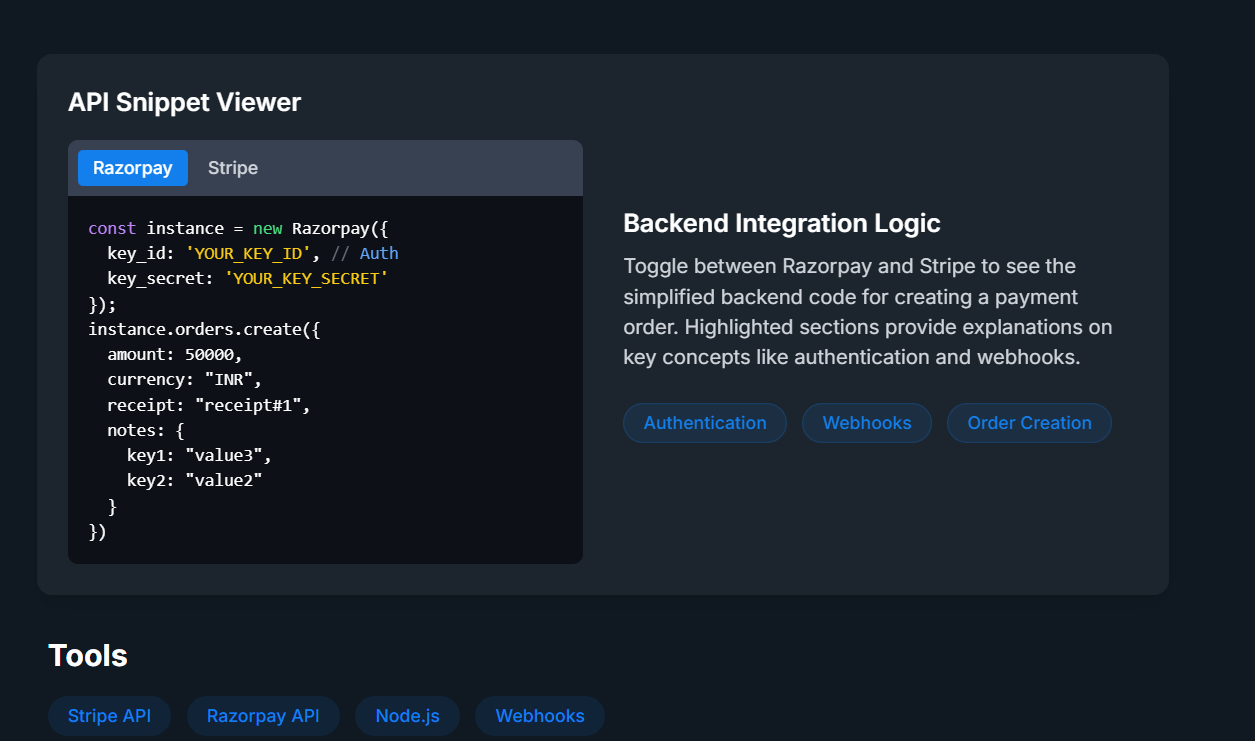 API Snippet Viewer
Razorpay Stripe
const instance = new Razorpay({
  key_id: 'YOUR_KEY_ID', // Auth
  key_secret: 'YOUR_KEY_SECRET'
});
instance.orders.create({
  amount: 50000,
  currency: "INR",
  receipt: "receipt#1",
  notes: {
    key1: "value3",
    key2: "value2"
  }
})
Backend Integration Logic
Toggle between Razorpay and Stripe to see the
simplified backend code for creating a payment
order. Highlighted sections provide explanations on
key concepts like authentication and webhooks.
Authentication Webhooks Order Creation
Tools
Stripe API Razorpay API Node.js Webhooks